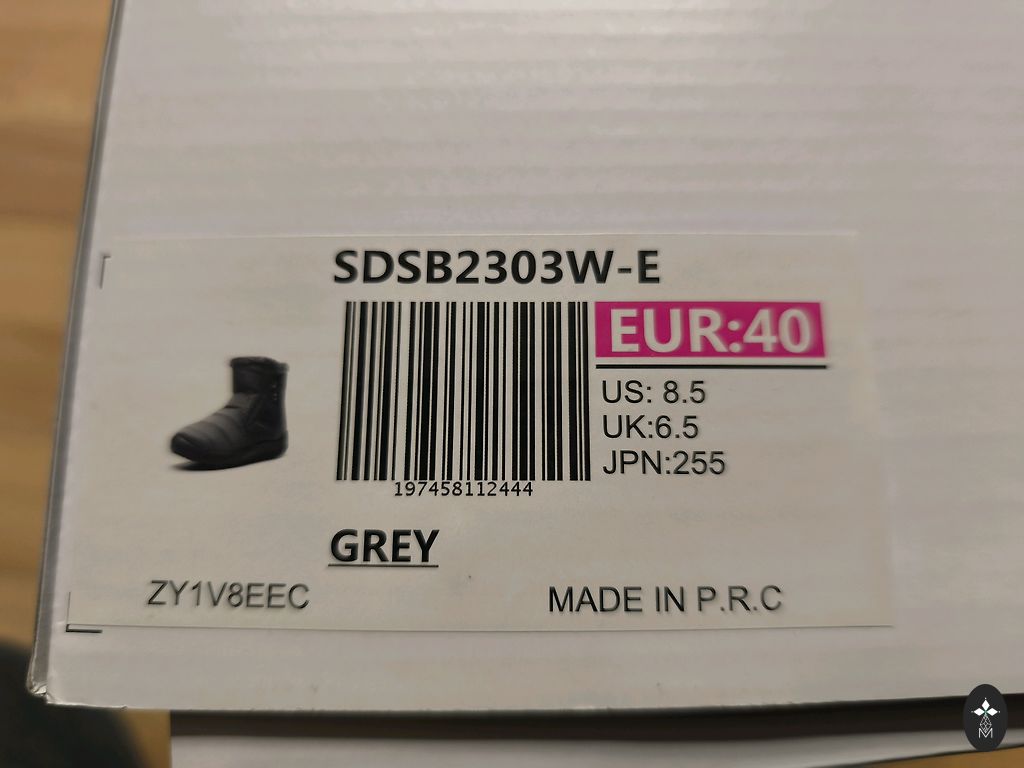 SDSB2303W-E
EUR:40
US: 8.5
UK:6.5
JPN:255
197458112444
GREY
ZY1V8EEC
MADE IN P.R.C
M